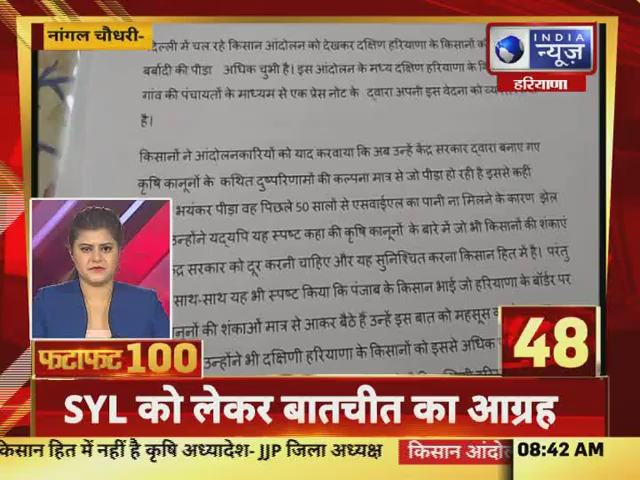 नांगल चौधरी-
दिल्ली में चल रहे किसान आंदोलन को देखकर दक्षिण हरियाणा के किसानों को
बर्बादी की पीड़ा अधिक चुभी है। इस आंदोलन के मध्य दक्षिण हरियाणा के
गांव की पंचायतों के माध्यम से एक प्रेस नोट के द्वारा अपनी इस वेदना को
है।
INDIA
न्यूज़
हरियाणा
किसानों ने आंदोलनकारियों को याद करवाया कि अब उन्हें केंद्र सरकार द्वारा बनाए गए
कृषि कानूनों के कथित दुष्परिणामों की कल्पना मात्र से जो पीड़ा हो रही है इससे कहीं
भयंकर पीड़ा वह पिछले 50 सालो से एसवाईएल का पानी ना मिलने के कारण झेल
उन्होंने यद्यपि यह स्पष्ट कहा की कृषि कानूनों के बारे में जो भी किसानों की शंकाएं
केंद्र सरकार को दूर करनी चाहिए और यह सुनिश्चित करना किसान हित में है। परंतु
साथ-साथ यह भी स्पष्ट किया कि पंजाब के किसान भाई जो हरियाणा के बॉर्डर पर
कानूनों की शंकाओं मात्र से आकर बैठे हैं उन्हें इस बात को महसूस
उन्होंने भी दक्षिणी हरियाणा के किसानों को इससे अधिक
फटाफट 100
48
SYL को लेकर बातचीत का आग्रह
किसान हित में नहीं है कृषि अध्यादेश- JJP जिला अध्यक्ष
किसान आंदोल
08:42 AM